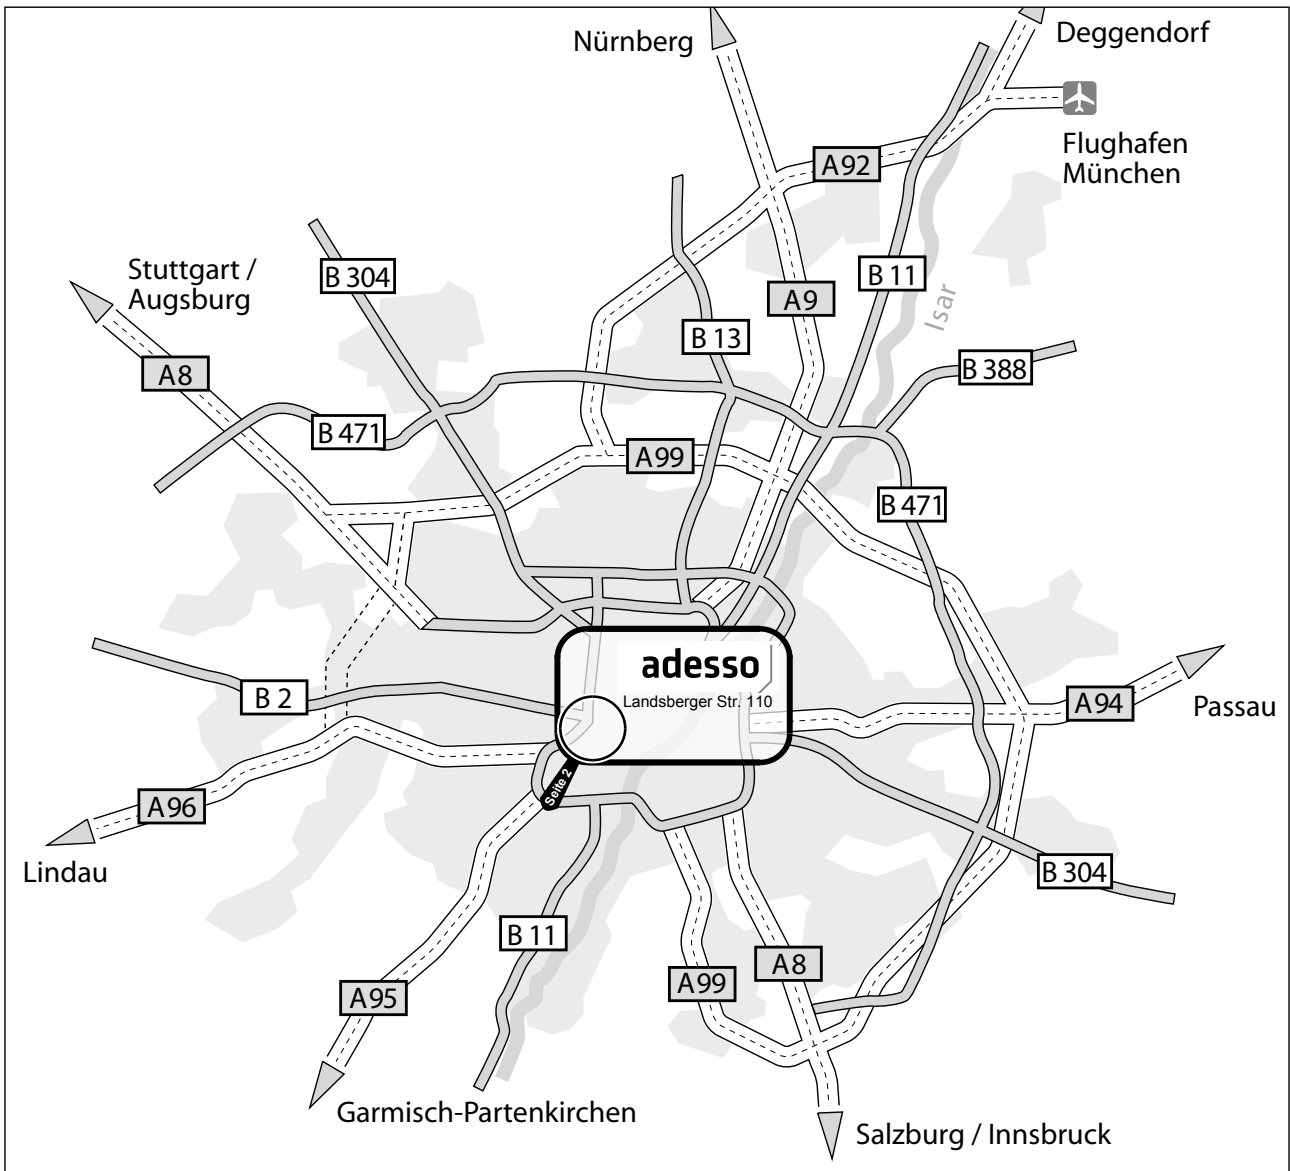 Nürnberg
Deggendorf
Flughafen
München
A92
Stuttgart /
Augsburg
B 304
B 11
A9
Isar
B 13
A8
B 388
B 471
A99
B 471
adesso
Landsberger Str. 110
B 2
A94
Passau
Seite 2
A96
Lindau
B 304
B 11
A8
A99
A95
Garmisch-Partenkirchen
Salzburg / Innsbruck